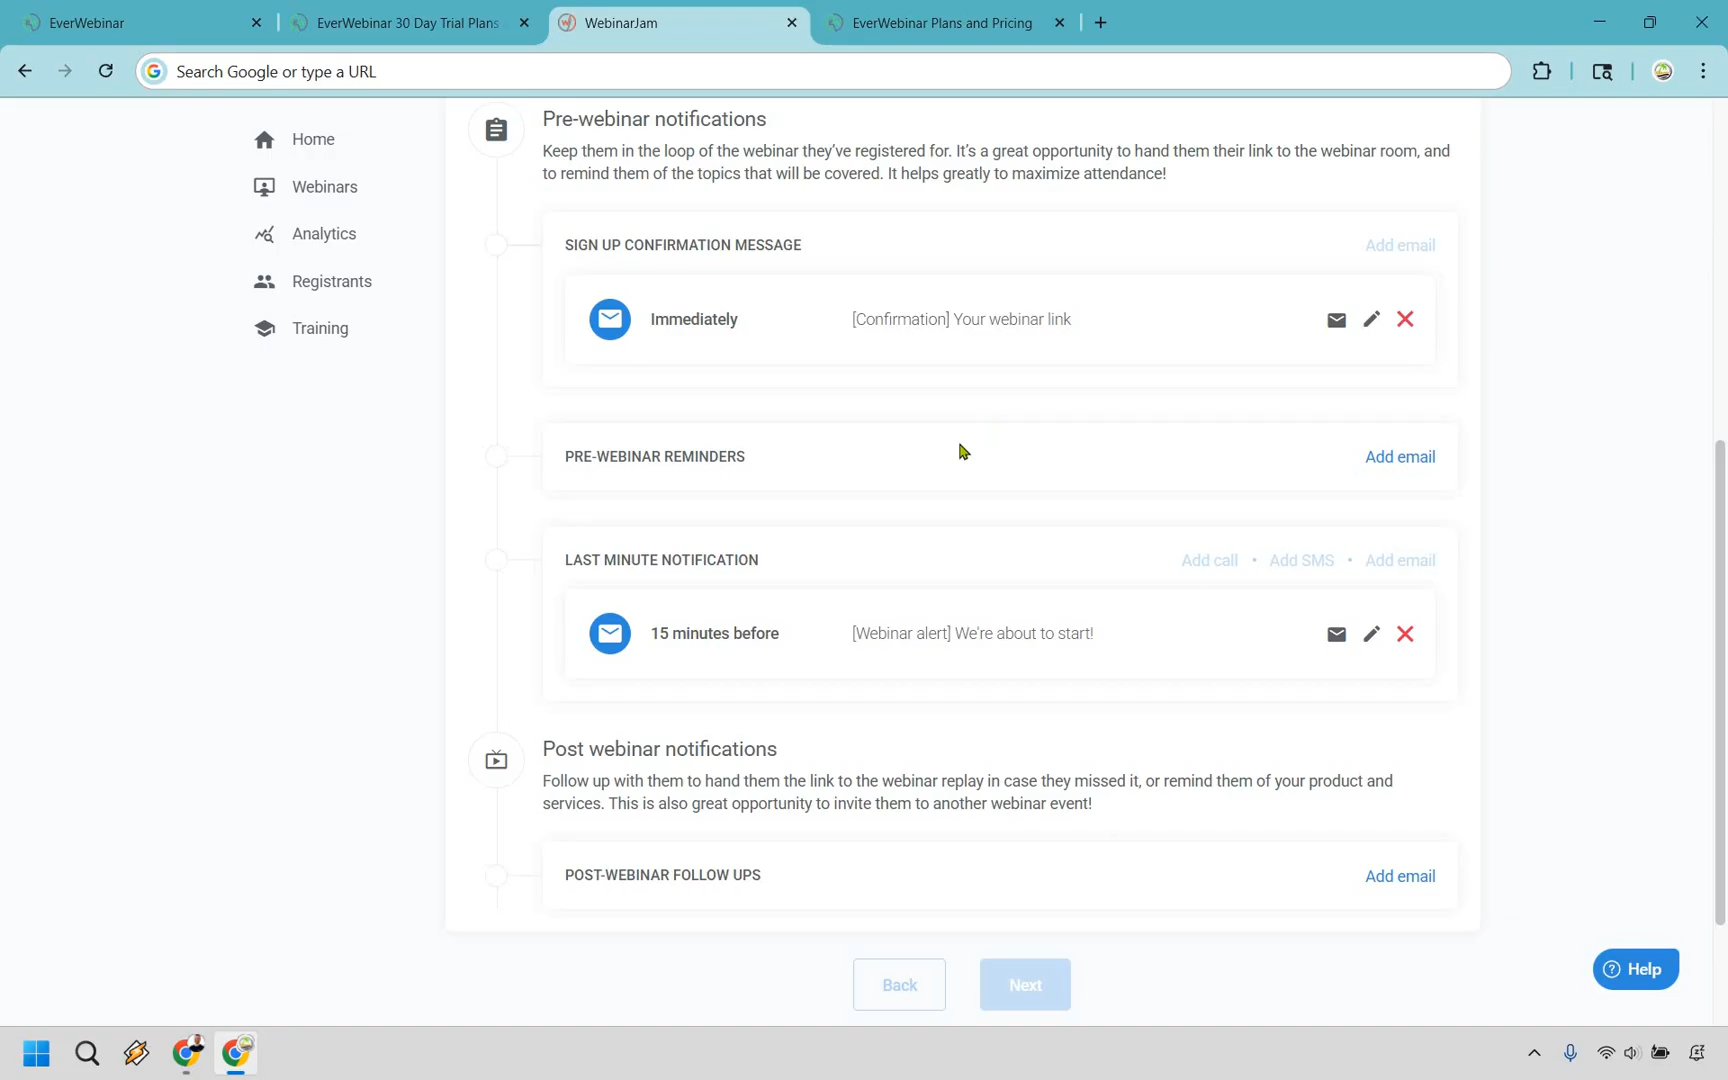 EverWebinar
EverWebinar 30 Day Trial Plans
WebinarJam
EverWebinar Plans and Pricing
Search Google or type a URL
Home
Webinars
Analytics
Registrants
Training
Pre-webinar notifications
Keep them in the loop of the webinar they've registered for. It's a great opportunity to hand them their link to the webinar room, and
to remind them of the topics that will be covered. It helps greatly to maximize attendance!
SIGN UP CONFIRMATION MESSAGE
Add email
Immediately
[Confirmation] Your webinar link
PRE-WEBINAR REMINDERS
Add email
LAST MINUTE NOTIFICATION
Add call • Add SMS • Add email
15 minutes before
[Webinar alert] We're about to start!
Post webinar notifications
Follow up with them to hand them the link to the webinar replay in case they missed it, or remind them of your product and
services. This is also great opportunity to invite them to another webinar event!
POST-WEBINAR FOLLOW UPS
Add email
Back
Next
Help